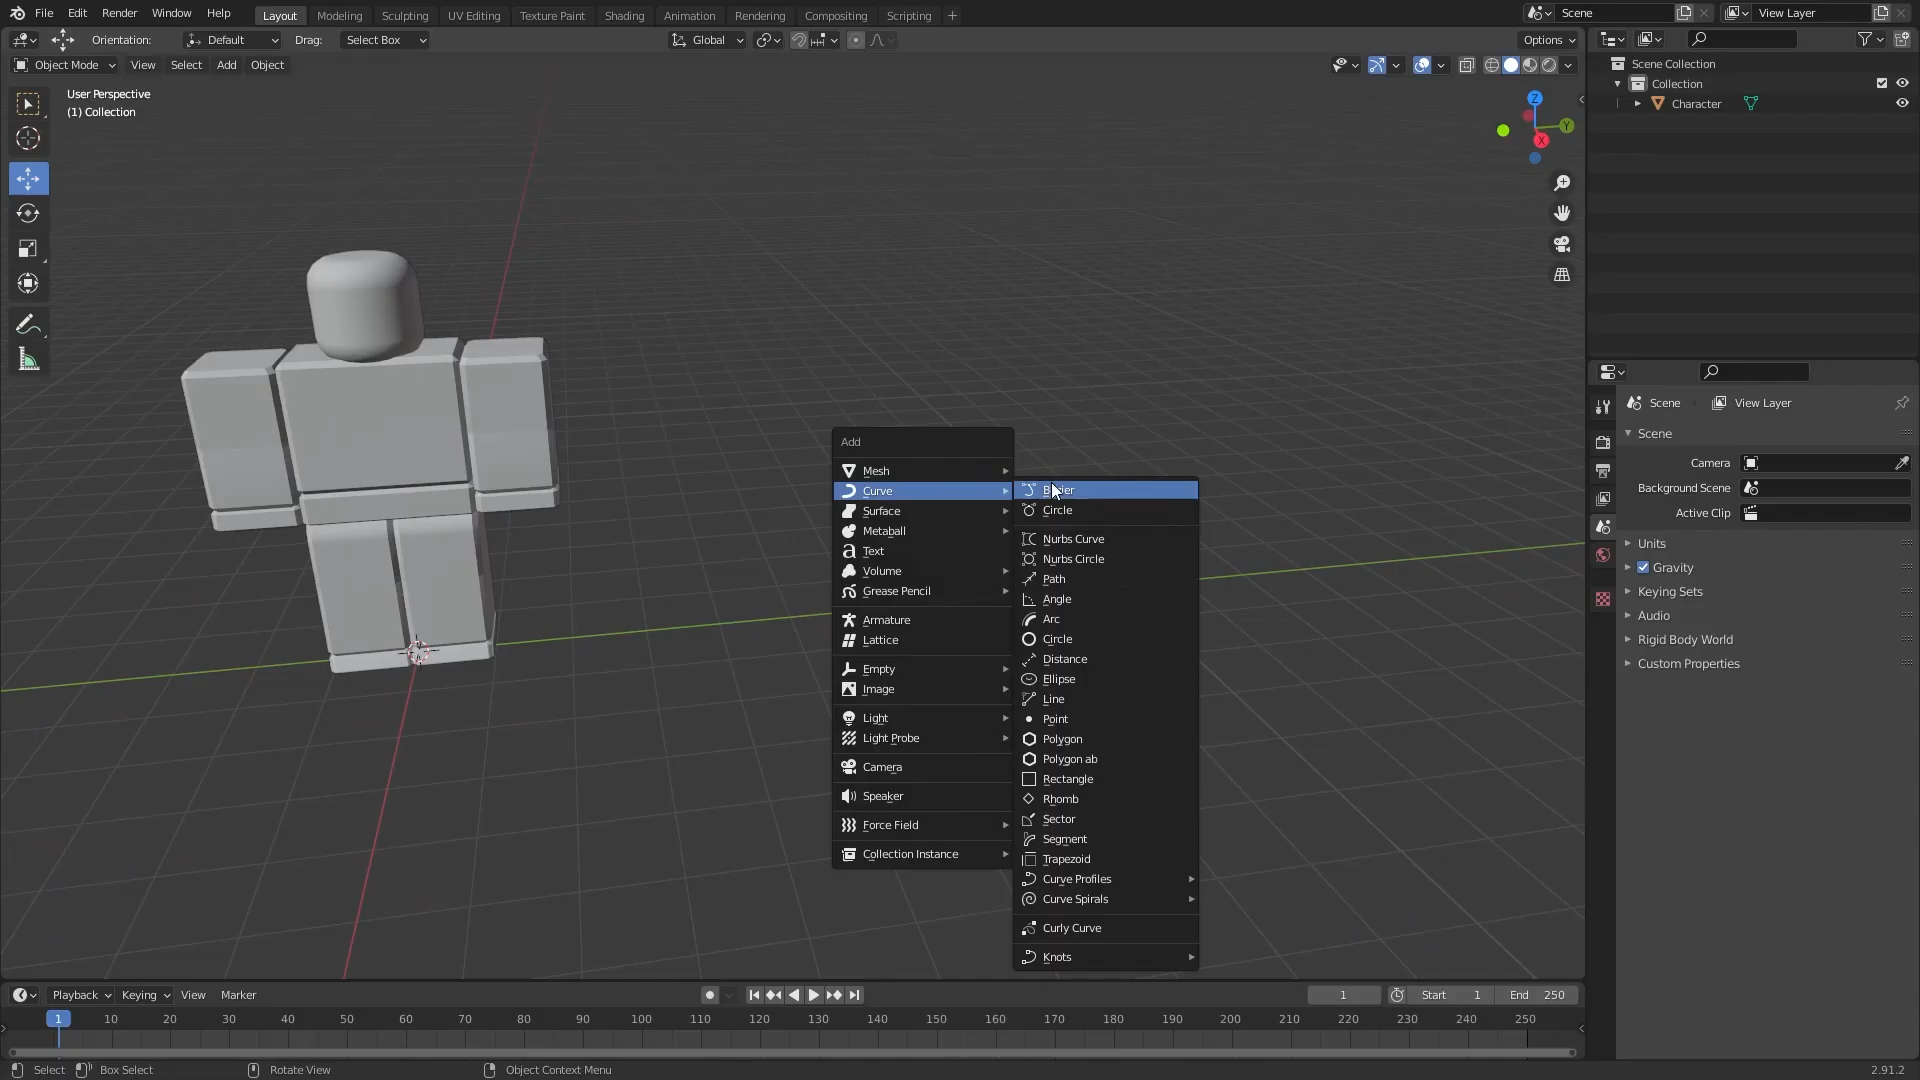 File Edit Render Window Help Layout Modeling Sculpting UV Editing Texture Paint Shading Animation Rendering Compositing Scripting + Scene View Layer
Orientation: Default Drag: Select Box Global Options
Object Mode View Select Add Object
User Perspective
(1) Collection
Z
Y
X
Scene Collection
Collection
Character
Add
Mesh
Curve
Surface
Metaball
Text
Volume
Grease Pencil
Armature
Lattice
Empty
Image
Light
Light Probe
Camera
Speaker
Force Field
Collection Instance
Circle
Nurbs Curve
Nurbs Circle
Path
Angle
Arc
Circle
Distance
Ellipse
Line
Point
Polygon
Polygon ab
Rectangle
Rhomb
Sector
Segment
Trapezoid
Curve Profiles
Curve Spirals
Curly Curve
Knots
Scene View Layer
Scene
Camera
Background Scene
Active Clip
Units
Gravity
Keying Sets
Audio
Rigid Body World
Custom Properties
Playback Keying View Marker 1 Start 1 End 250
1 10 20 30 40 50 60 70 80 90 100 110 120 130 140 150 160 170 180 190 200 210 220 230 240 250
Select Box Select Rotate View Object Context Menu 2.91.2